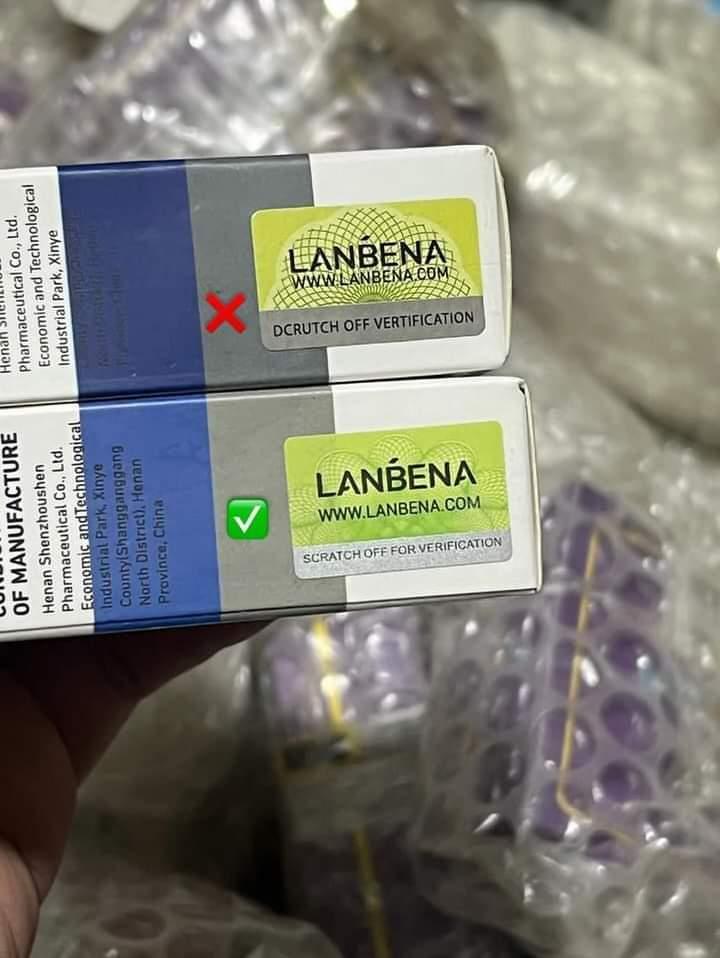 Henan Shenzhou
Pharmaceutical Co., Ltd.
Economic and Technological
Industrial Park, Xinye
LANBENA
WWW.LANBENA.COM
DCRUTCH OFF VERTIFICATION
OF MANUFACTURE
Henan Shenzhoushen
Pharmaceutical Co., Ltd.
Economic andTechnological
Industrial Park, Xinye
County(Shangganggang
North District), Henan
Province, China
LANBENA
WWW.LANBENA.COM
SCRATCH OFF FOR VERIFICATION